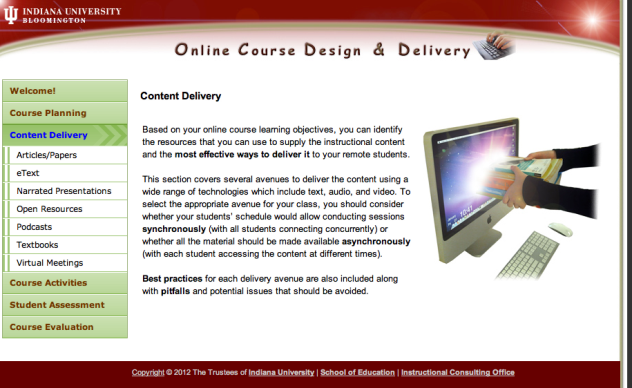 INDIANA UNIVERSITY
BLOOMINGTON
Online Course Design & Delivery
Welcome!
Course Planning
Content Delivery
Articles/Papers
eText
Narrated Presentations
Open Resources
Podcasts
Textbooks
Virtual Meetings
Course Activities
Student Assessment
Course Evaluation
Content Delivery
Based on your online course learning objectives, you can identify
the resources that you can use to supply the instructional content
and the most effective ways to deliver it to your remote students.
This section covers several avenues to deliver the content using a
wide range of technologies which include text, audio, and video. To
select the appropriate avenue for your class, you should consider
whether your students' schedule would allow conducting sessions
synchronously (with all students connecting concurrently) or
whether all the material should be made available asynchronously
(with each student accessing the content at different times).
Best practices for each delivery avenue are also included along
with pitfalls and potential issues that should be avoided.
10:47
Copyright © 2012 The Trustees of Indiana University | School of Education | Instructional Consulting Office